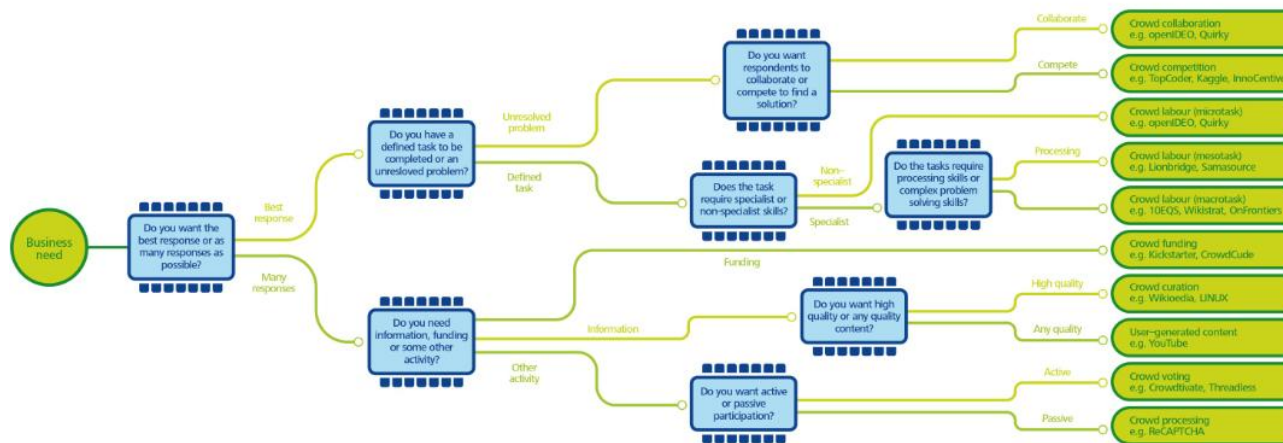 Business
need
Do you want the
best response or as
many responses as
possible?
Best
response
Many
responses
Do you have a
defined task to be
completed or an
unresloved problem?
Unresolved
problem
Defined
task
Do you need
information, funding
or some other
activity?
Funding
Information
Other
activity
Do you want
respondents to
collaborate or
compete to find a
solution?
Collaborate
Compete
Does the task
require specialist or
non-specialist skills?
Non-
specialist
Specialist
Do the tasks require
processing skills or
complex problem
solving skills?
Processing
Do you want high
quality or any quality
content?
High quality
Any quality
Do you want active
or passive
participation?
Active
Passive
Crowd collaboration
e.g. openIDEO, Quirky
Crowd competition
e.g. TopCoder, Kaggle, InnoCentive
Crowd labour (microtask)
e.g. openIDEO, Quirky
Crowd labour (mesotask)
e.g. Lionbridge, Samasource
Crowd labour (macrotask)
e.g. 10EQS, Wikistrat, OnFrontiers
Crowd funding
e.g. Kickstarter, CrowdCude
Crowd curation
e.g. Wikioedia, LINUX
User-generated content
e.g. YouTube
Crowd voting
e.g. Crowdtivate, Threadless
Crowd processing
e.g. ReCAPTCHA